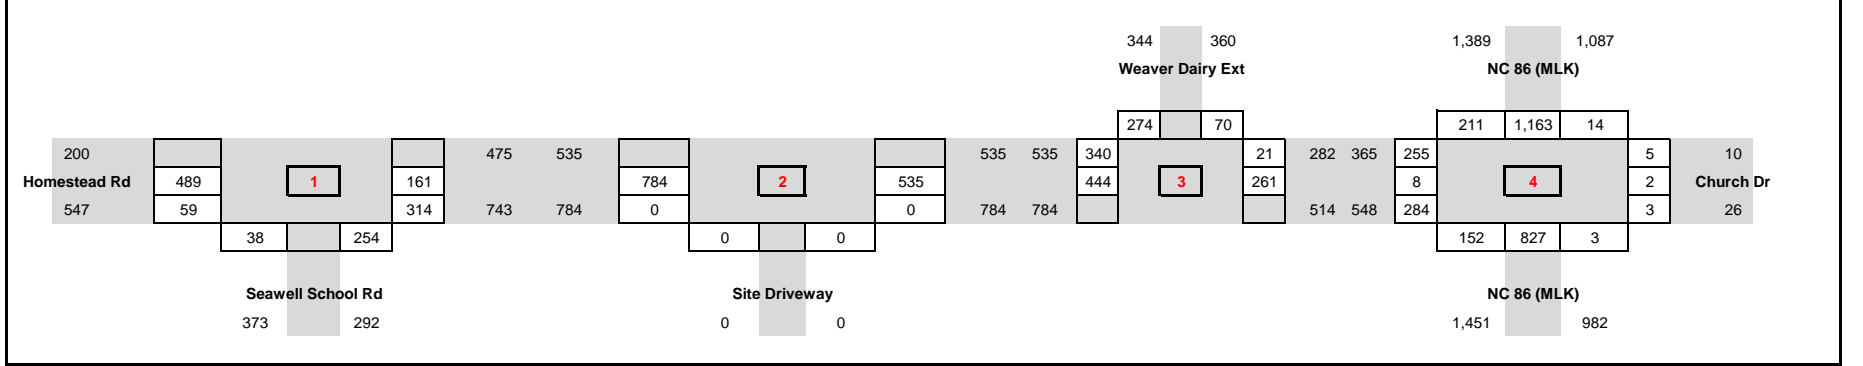 344 360 1,389 1,087
Weaver Dairy Ext NC 86 (MLK)
274 70 211 1,163 14
200 475 535 535 535 340 21 282 365 255 5 10
Homestead Rd 489 1 161 784 2 535 444 3 261 8 4 2 Church Dr
547 59 314 743 784 0 0 784 784 514 548 284 3 26
38 254 0 0 152 827 3
Seawell School Rd Site Driveway NC 86 (MLK)
373 292 0 0 1,451 982